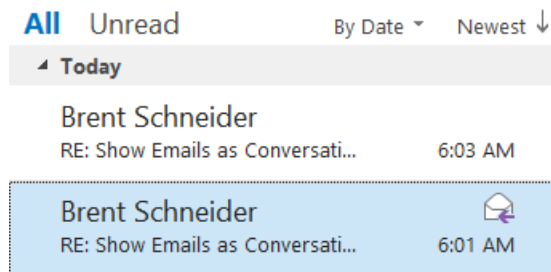 All Unread By Date Newest
Today
Brent Schneider
RE: Show Emails as Conversati... 6:03 AM
Brent Schneider
RE: Show Emails as Conversati... 6:01 AM